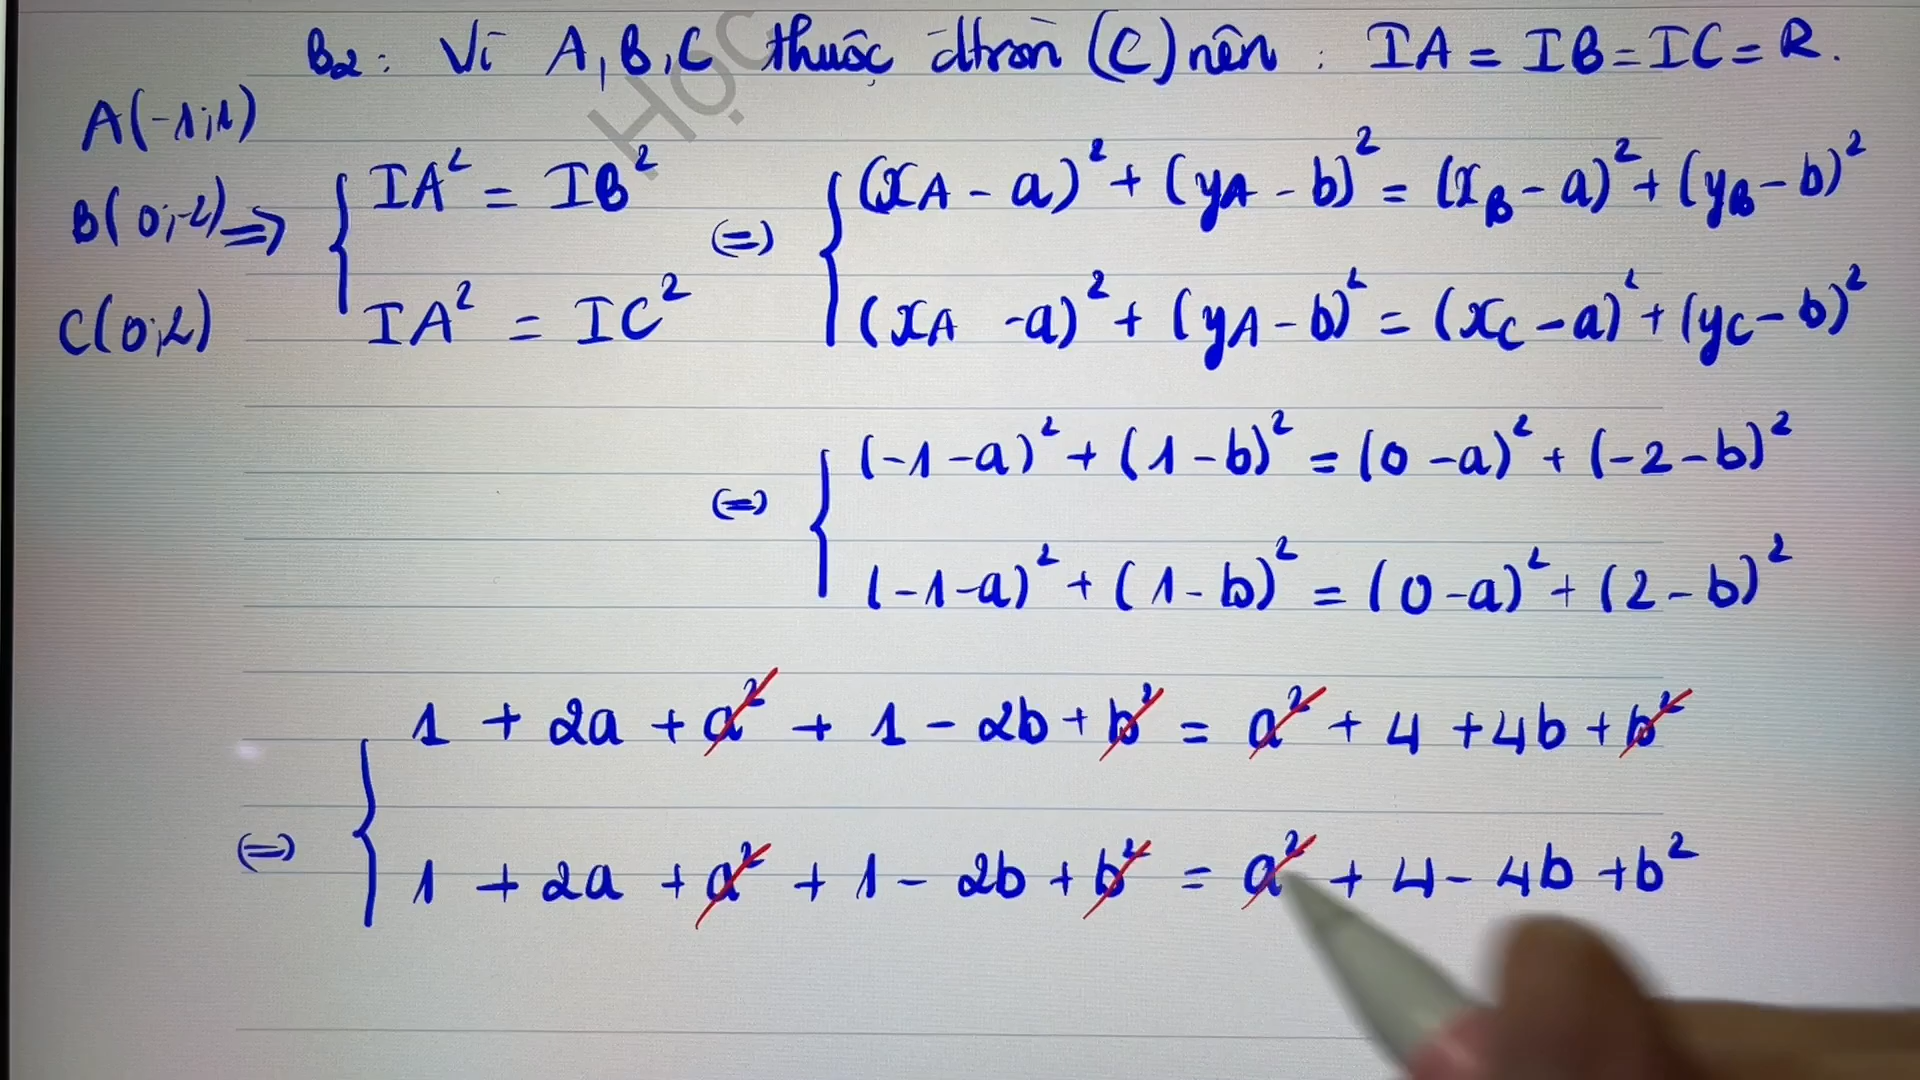 B2: Vì A, B, C thuộc đtròn (C) nên : IA = IB = IC = R.
HỌC
A(-1;1)
B(0;-2)
C(0;2)
=> { IA² = IB²
IA² = IC²
(=) { (xA - a)² + (yA - b)² = (xB - a)² + (yB - b)²
(xA - a)² + (yA - b)² = (xC - a)² + (yC - b)²
(=) { (-1-a)² + (1-b)² = (0-a)² + (-2-b)²
(-1-a)² + (1-b)² = (0-a)² + (2-b)²
(=) { 1 + 2a + a² + 1 - 2b + b² = a² + 4 + 4b + b²
1 + 2a + a² + 1 - 2b + b² = a² + 4 - 4b + b²